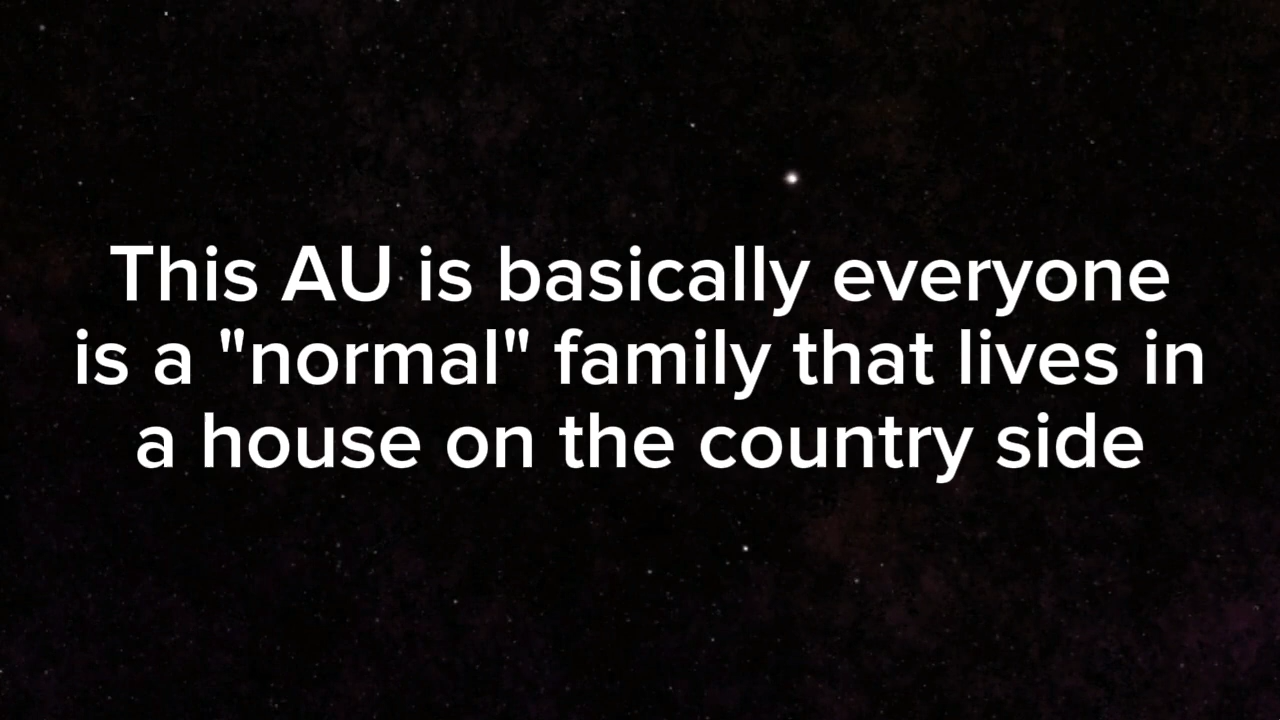 This AU is basically everyone
is a "normal" family that lives in
a house on the country side